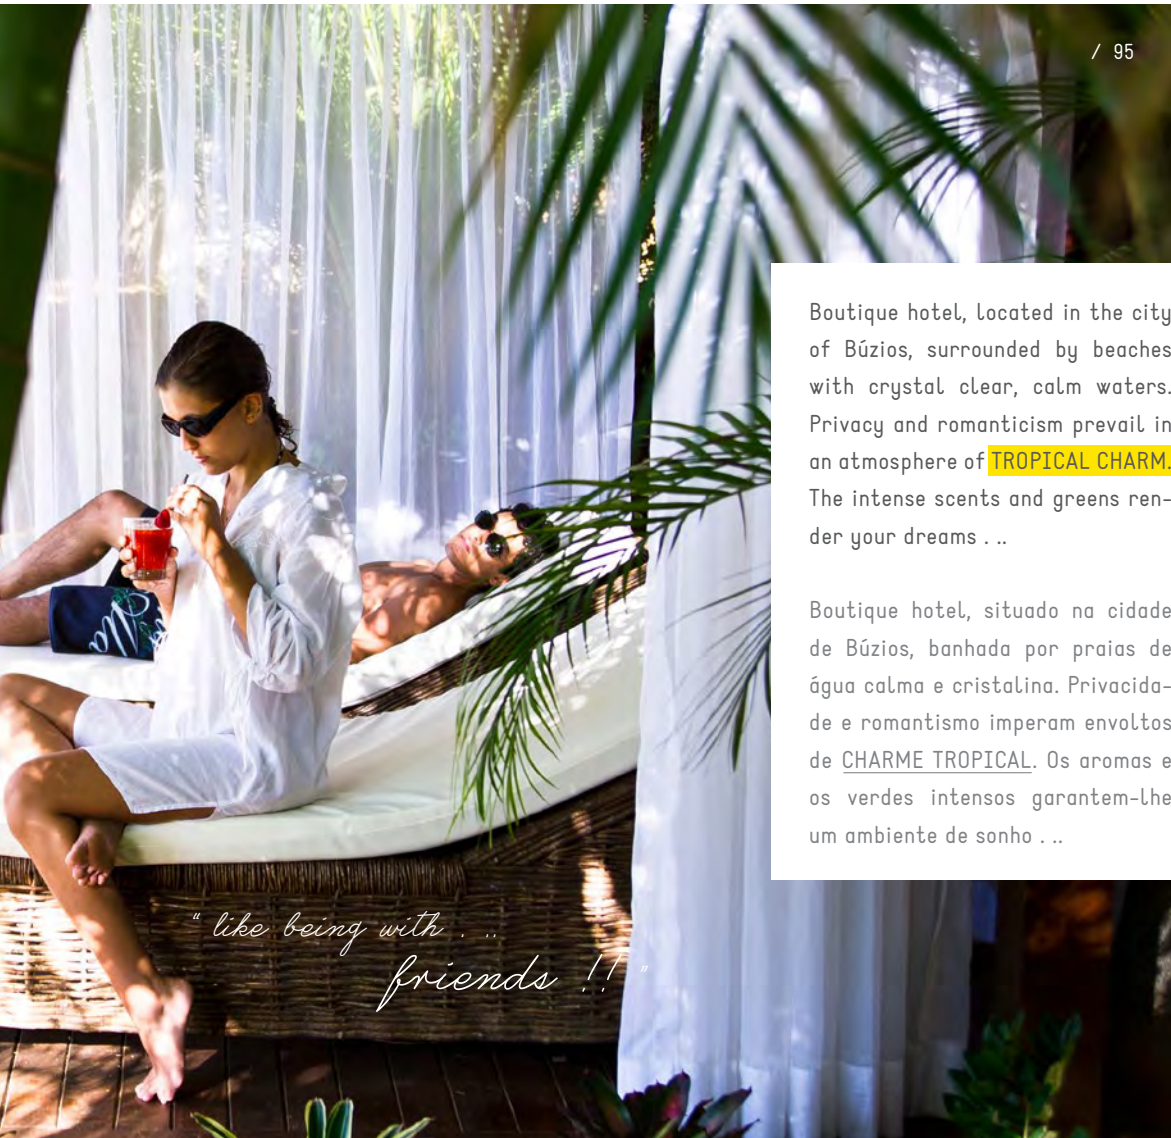 / 95
Boutique hotel, located in the city
of Búzios, surrounded by beaches
with crystal clear, calm waters.
Privacy and romanticism prevail in
an atmosphere of TROPICAL CHARM.
The intense scents and greens ren-
der your dreams . ..
Boutique hotel, situado na cidade
de Búzios, banhada por praias de
água calma e cristalina. Privacida-
de e romantismo imperam envoltos
de CHARME TROPICAL. Os aromas e
os verdes intensos garantem-lhe
um ambiente de sonho . ..
“ like being with . ..
friends !! ”